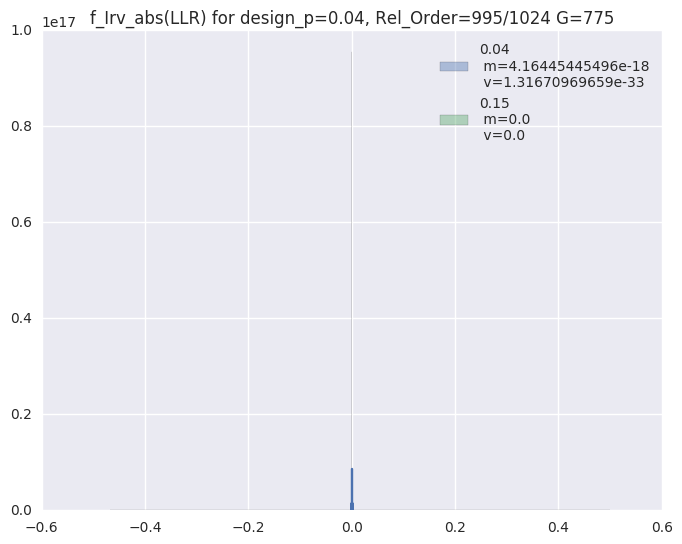 f_Irv_abs(LLR) for design_p=0.04, Rel_Order=995/1024 G=775
1e17
1.0
0.8
0.6
0.4
0.2
0.0
−0.6 −0.4 −0.2 0.0 0.2 0.4 0.6
0.04
m=4.16445445496e-18
v=1.31670969659e-33
0.15
m=0.0
v=0.0